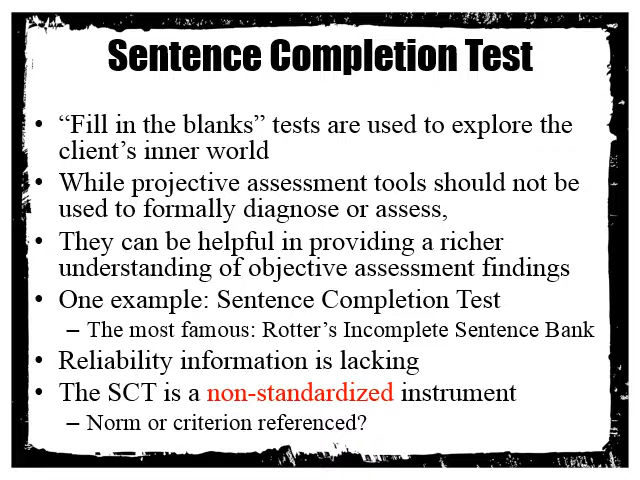 Sentence Completion Test
• “Fill in the blanks” tests are used to explore the
client’s inner world
• While projective assessment tools should not be
used to formally diagnose or assess,
• They can be helpful in providing a richer
understanding of objective assessment findings
• One example: Sentence Completion Test
– The most famous: Rotter’s Incomplete Sentence Bank
• Reliability information is lacking
• The SCT is a non-standardized instrument
– Norm or criterion referenced?